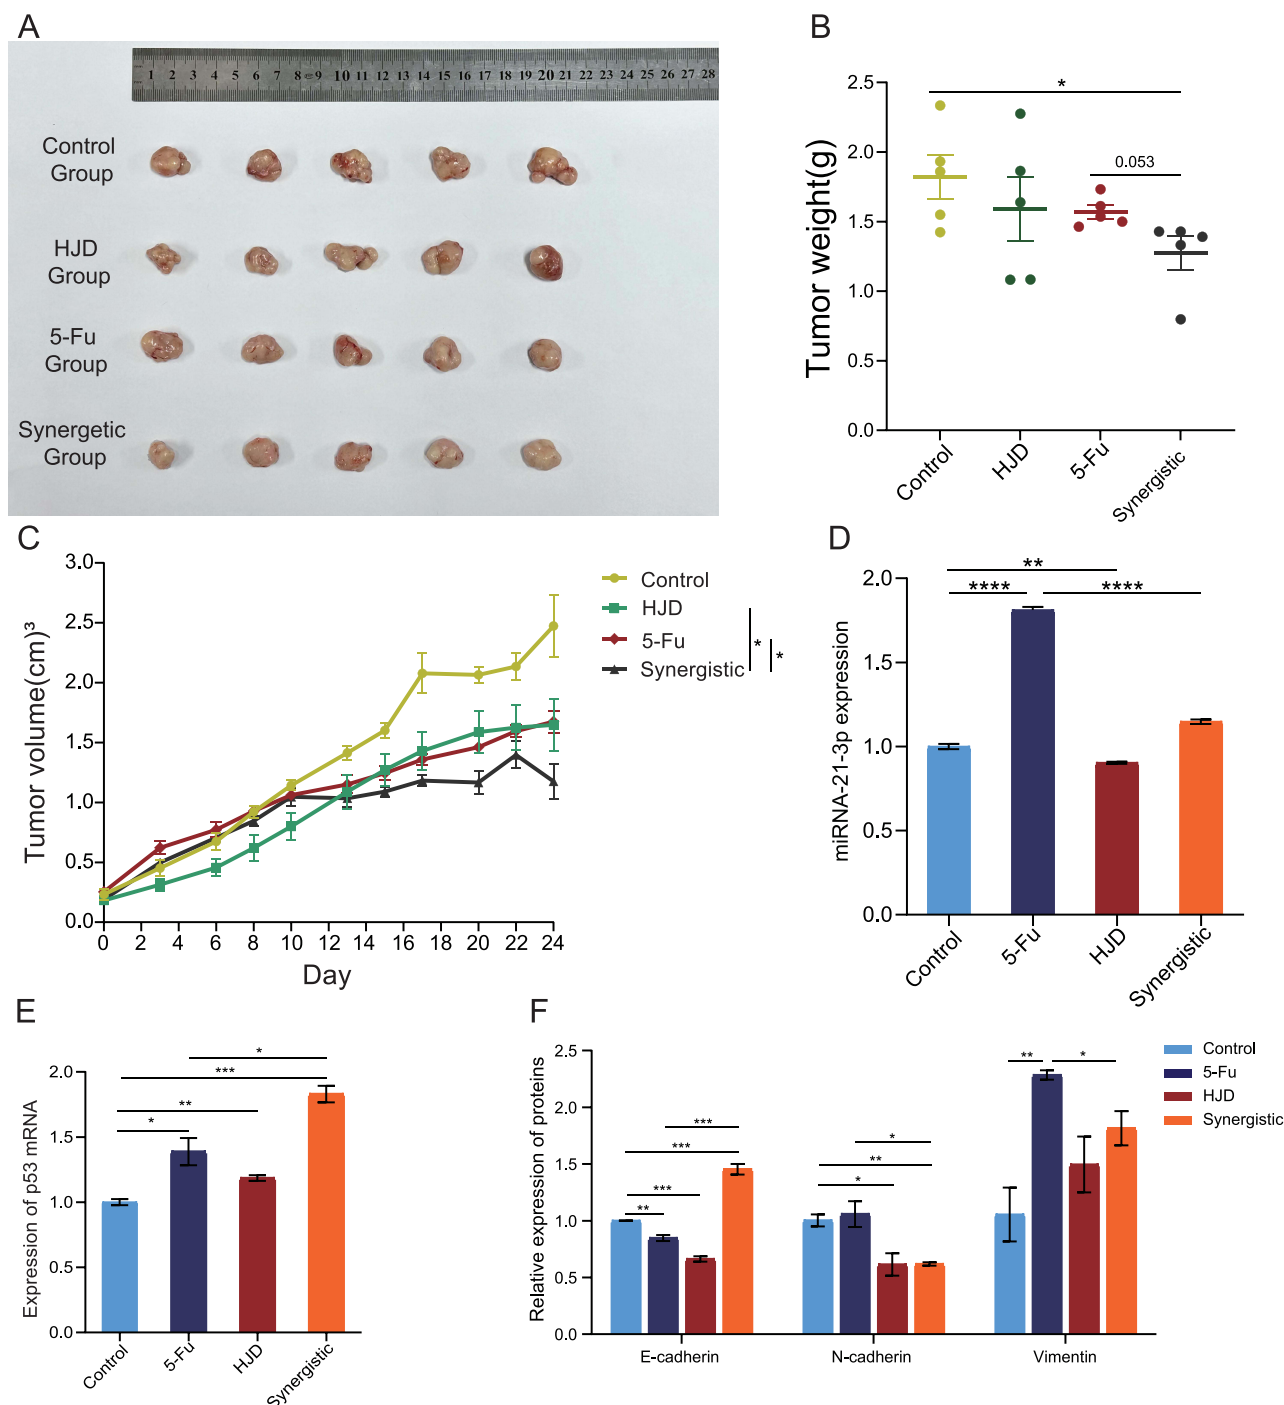 A
1 2 3 4 5 6 7 8 9 10 11 12 13 14 15 16 17 18 19 20 21 22 23 24 25 26 27 28
Control
Group
HJD
Group
5-Fu
Group
Synergetic
Group
B
Tumor weight(g)
2.5
2.0
1.5
1.0
0.5
0.0
*
0.053
Control
HJD
5-Fu
Synergistic
C
Tumor volume(cm)³
3.0
2.5
2.0
1.5
1.0
0.5
0.0
0 2 4 6 8 10 12 14 16 18 20 22 24
Day
Control
HJD
5-Fu
Synergistic
*
*
D
miRNA-21-3p expression
2.0
1.5
1.0
0.5
0.0
**
**** ****
Control
5-Fu
HJD
Synergistic
E
Expression of p53 mRNA
2.0
1.5
1.0
0.5
0.0
*
***
**
*
Control
5-Fu
HJD
Synergistic
F
Relative expression of proteins
2.5
2.0
1.5
1.0
0.5
0.0
***
***
***
**
*
**
*
** *
E-cadherin
N-cadherin
Vimentin
Control
5-Fu
HJD
Synergistic